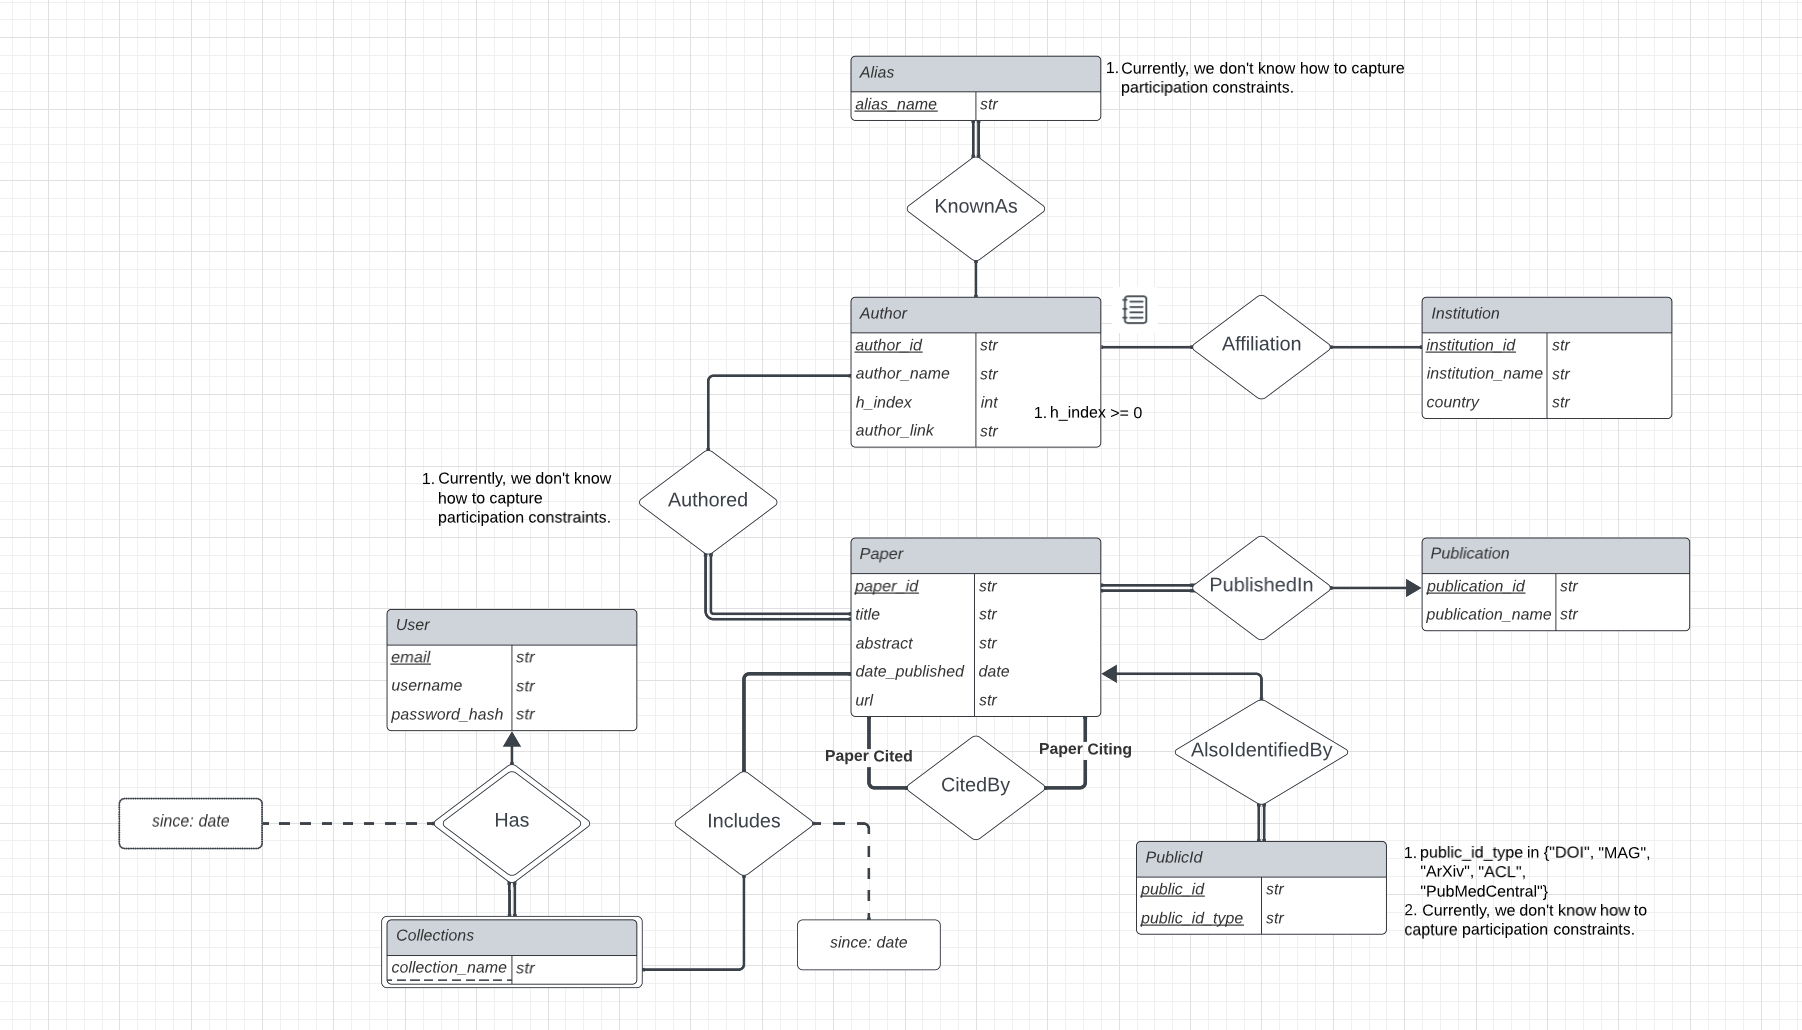 Alias
alias_name str
1. Currently, we don't know how to capture
participation constraints.
KnownAs
Author
author_id str
author_name str
h_index int
author_link str
1. h_index >= 0
Affiliation
Institution
institution_id str
institution_name str
country str
1. Currently, we don't know
how to capture
participation constraints.
Authored
Paper
paper_id str
title str
abstract str
date_published date
url str
PublishedIn
Publication
publication_id str
publication_name str
User
email str
username str
password_hash str
Paper Cited
Paper Citing
CitedBy
AlsoIdentifiedBy
since: date
Has
Includes
PublicId
public_id str
public_id_type str
1. public_id_type in {"DOI", "MAG",
"ArXiv", "ACL",
"PubMedCentral"}
2. Currently, we don't know how to
capture participation constraints.
Collections
collection_name str
since: date